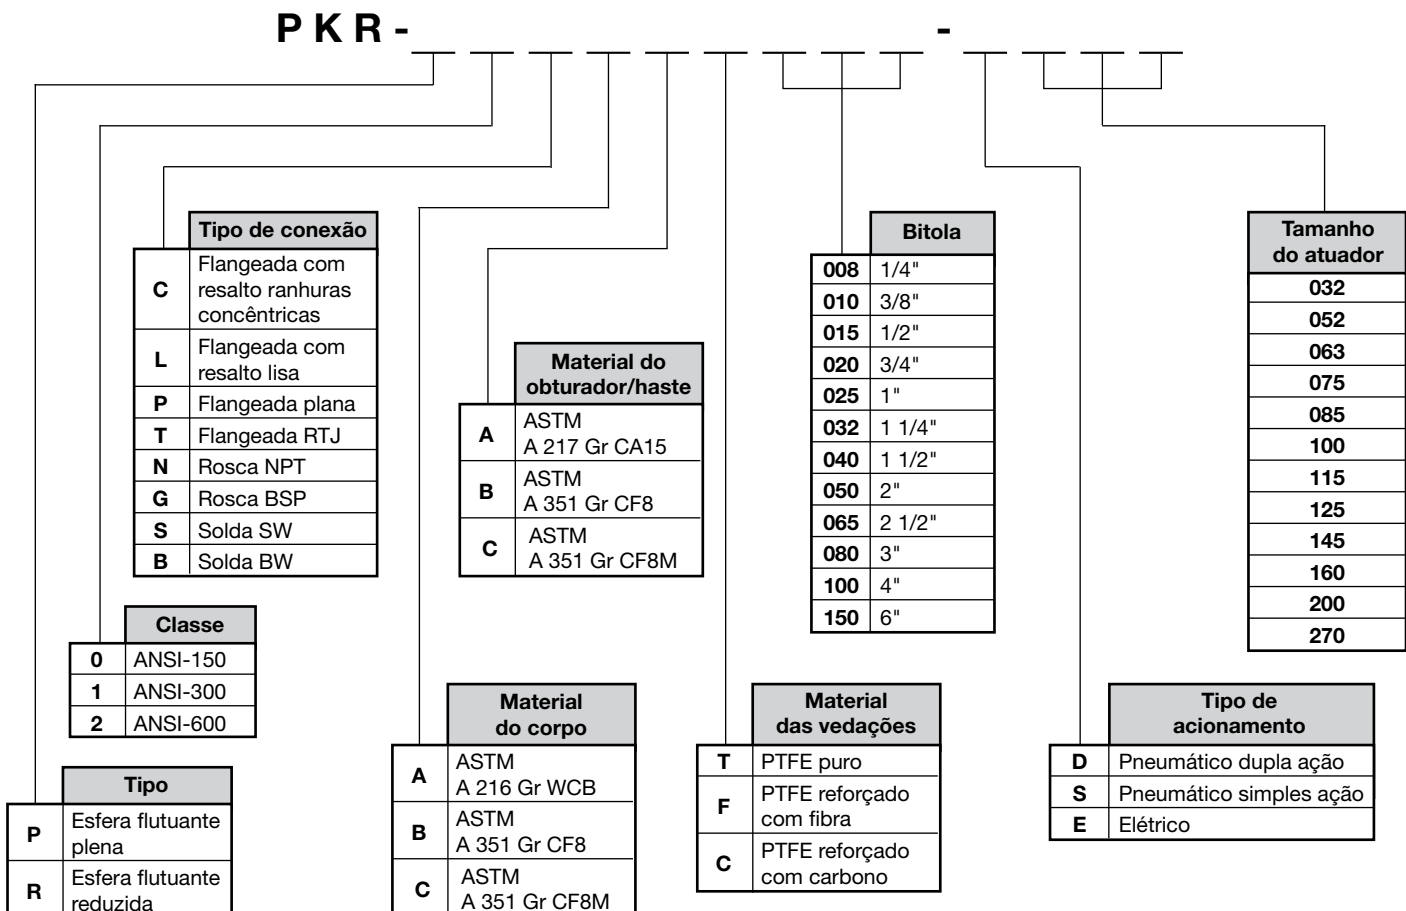 PKR- -
Tipo de conexão
C Flangeada com
resalto ranhuras
concêntricas
L Flangeada com
resalto lisa
P Flangeada plana
T Flangeada RTJ
N Rosca NPT
G Rosca BSP
S Solda SW
B Solda BW
Classe
0 ANSI-150
1 ANSI-300
2 ANSI-600
Tipo
P Esfera flutuante
plena
R Esfera flutuante
reduzida
Material do
obturador/haste
A ASTM
A 217 Gr CA15
B ASTM
A 351 Gr CF8
C ASTM
A 351 Gr CF8M
Material
do corpo
A ASTM
A 216 Gr WCB
B ASTM
A 351 Gr CF8
C ASTM
A 351 Gr CF8M
Bitola
008 1/4"
010 3/8"
015 1/2"
020 3/4"
025 1"
032 1 1/4"
040 1 1/2"
050 2"
065 2 1/2"
080 3"
100 4"
150 6"
Material
das vedações
T PTFE puro
F PTFE reforçado
com fibra
C PTFE reforçado
com carbono
Tamanho
do atuador
032
052
063
075
085
100
115
125
145
160
200
270
Tipo de
acionamento
D Pneumático dupla ação
S Pneumático simples ação
E Elétrico